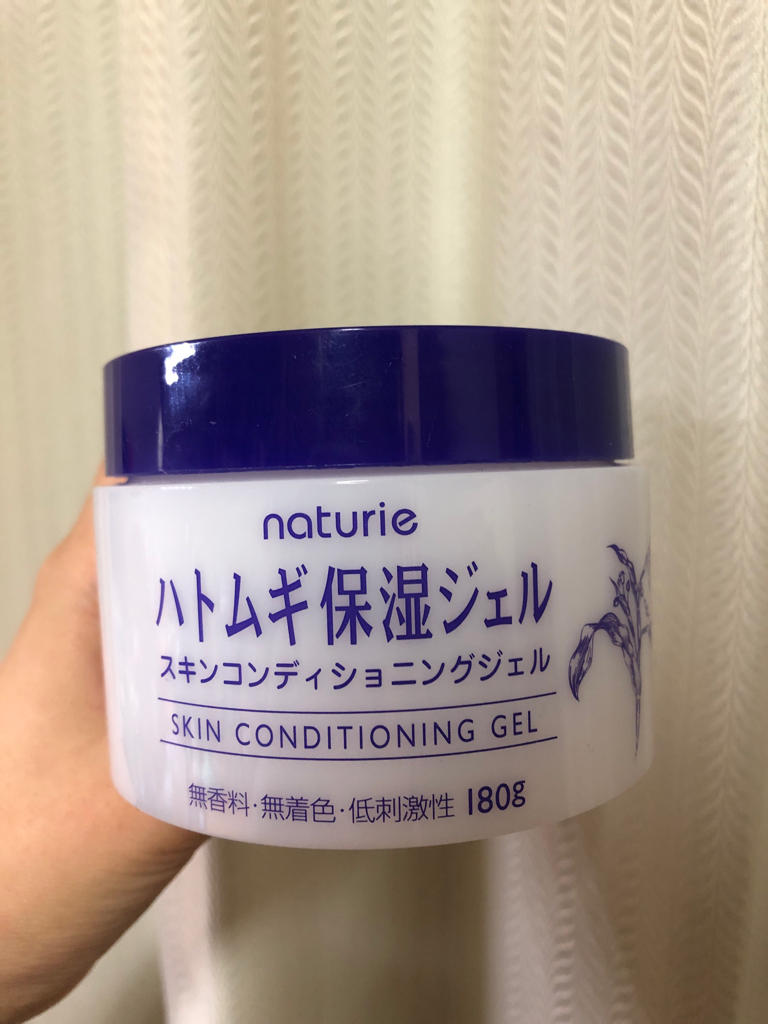 naturie
ハトムギ保湿ジェル
スキンコンディショニングジェル
SKIN CONDITIONING GEL
無香料・無着色・低刺激性 180g